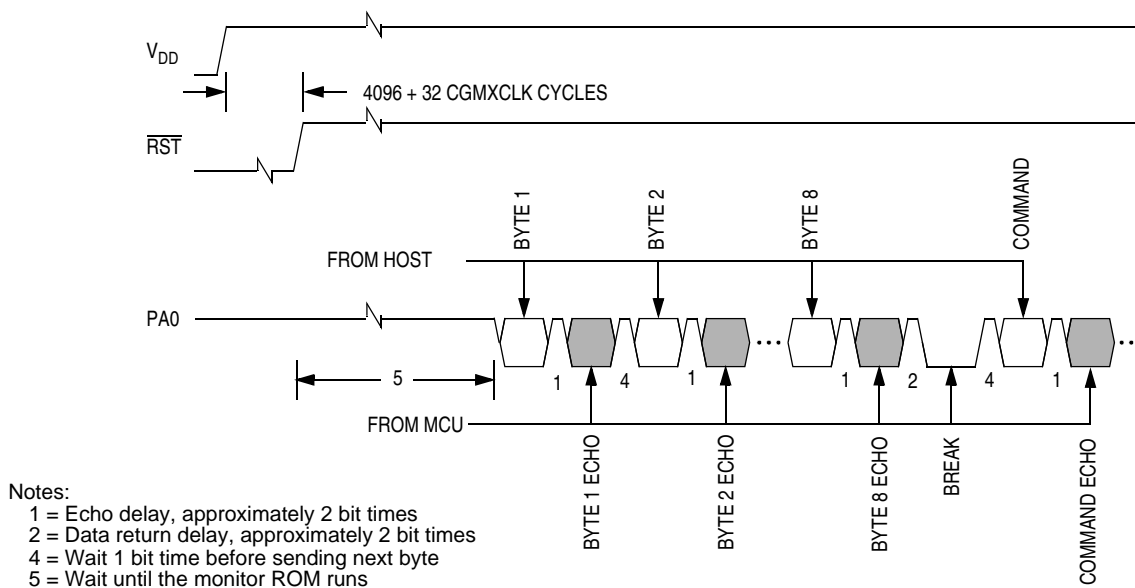 VDD
4096 + 32 CGMXCLK CYCLES
RST
BYTE 1
BYTE 2
BYTE 8
COMMAND
FROM HOST
PA0
...
...
5
1
4
1
1
2
4
1
FROM MCU
BYTE 1 ECHO
BYTE 2 ECHO
BYTE 8 ECHO
BREAK
COMMAND ECHO
Notes:
1 = Echo delay, approximately 2 bit times
2 = Data return delay, approximately 2 bit times
4 = Wait 1 bit time before sending next byte
5 = Wait until the monitor ROM runs